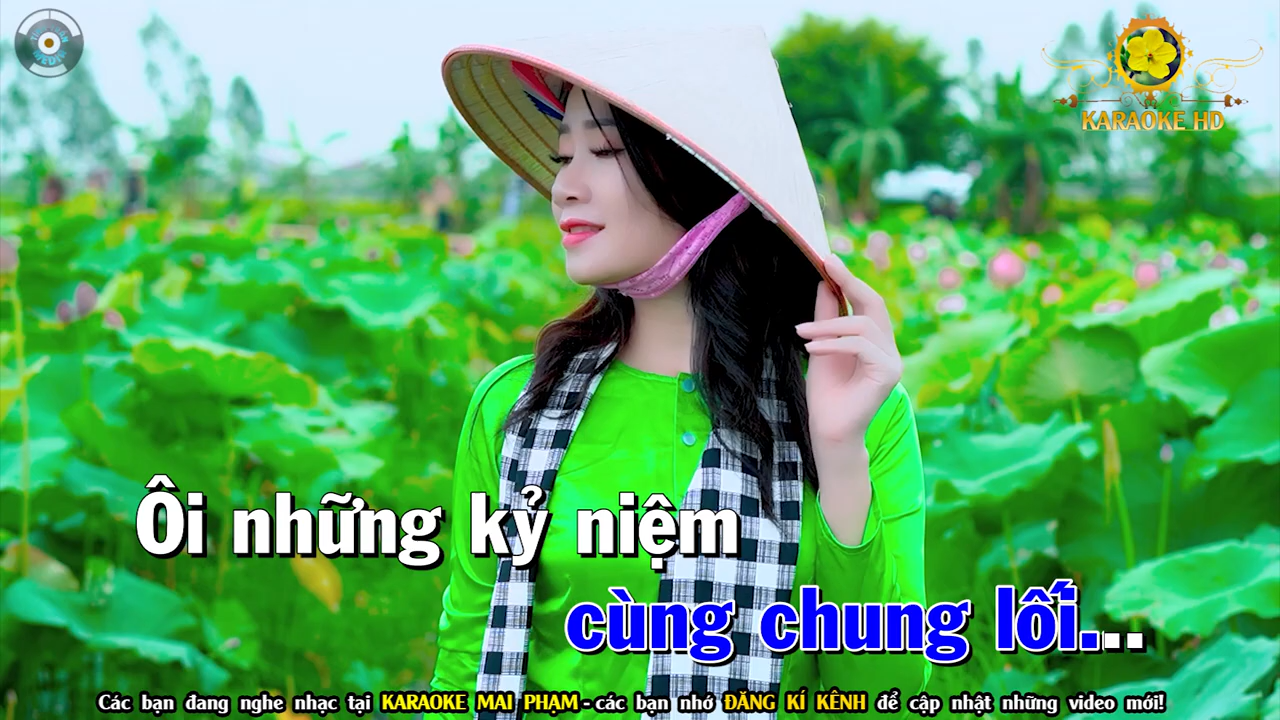 KARAOKE HD
Ôi những kỷ niệm
cùng chung lối...
Các bạn đang nghe nhạc tại KARAOKE MAI PHẠM - các bạn nhớ ĐĂNG KÍ KÊNH để cập nhật những video mới!